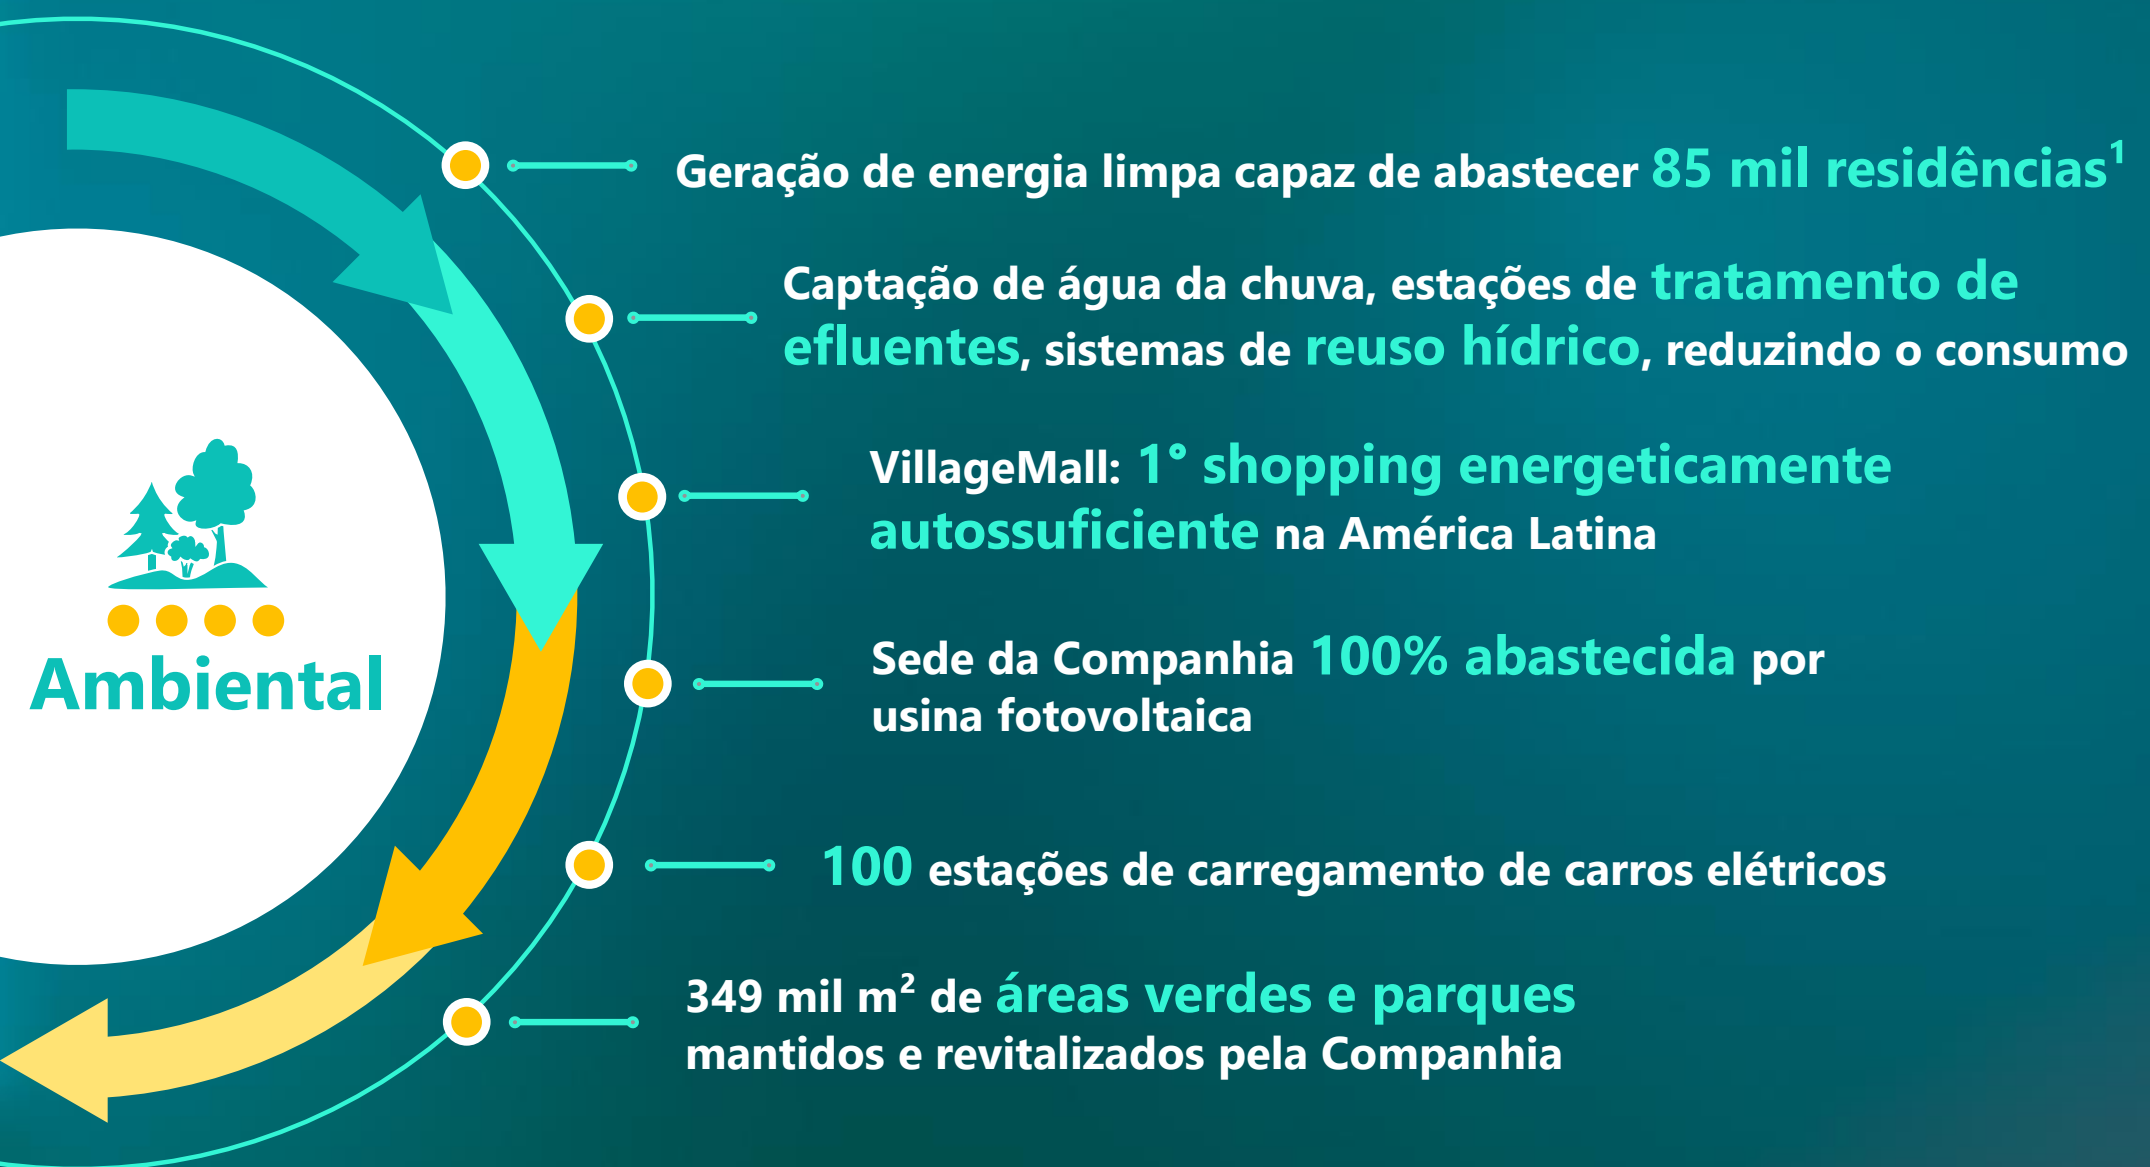 Geração de energia limpa capaz de abastecer 85 mil residências¹
Captação de água da chuva, estações de tratamento de
efluentes, sistemas de reuso hídrico, reduzindo o consumo
VillageMall: 1° shopping energeticamente
autossuficiente na América Latina
Ambiental
Sede da Companhia 100% abastecida por
usina fotovoltaica
100 estações de carregamento de carros elétricos
349 mil m² de áreas verdes e parques
mantidos e revitalizados pela Companhia